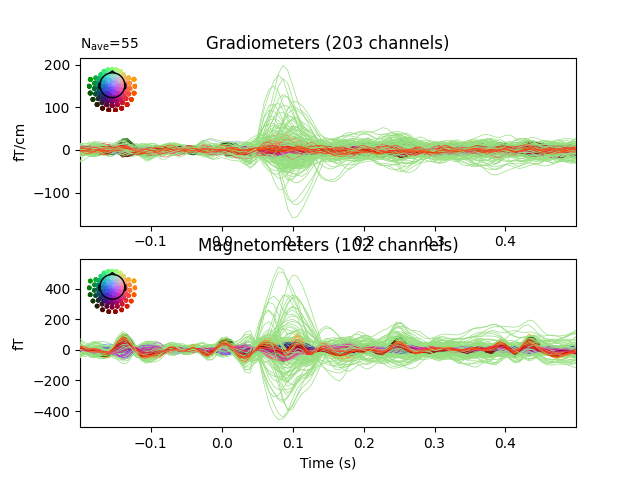 N_ave=55
Gradiometers (203 channels)
200
100
0
−100
fT/cm
−0.1 0.1 0.2 0.3 0.4
Magnetometers (102 channels)
400
200
0
−200
−400
fT
−0.1 0.0 0.1 0.2 0.3 0.4
Time (s)